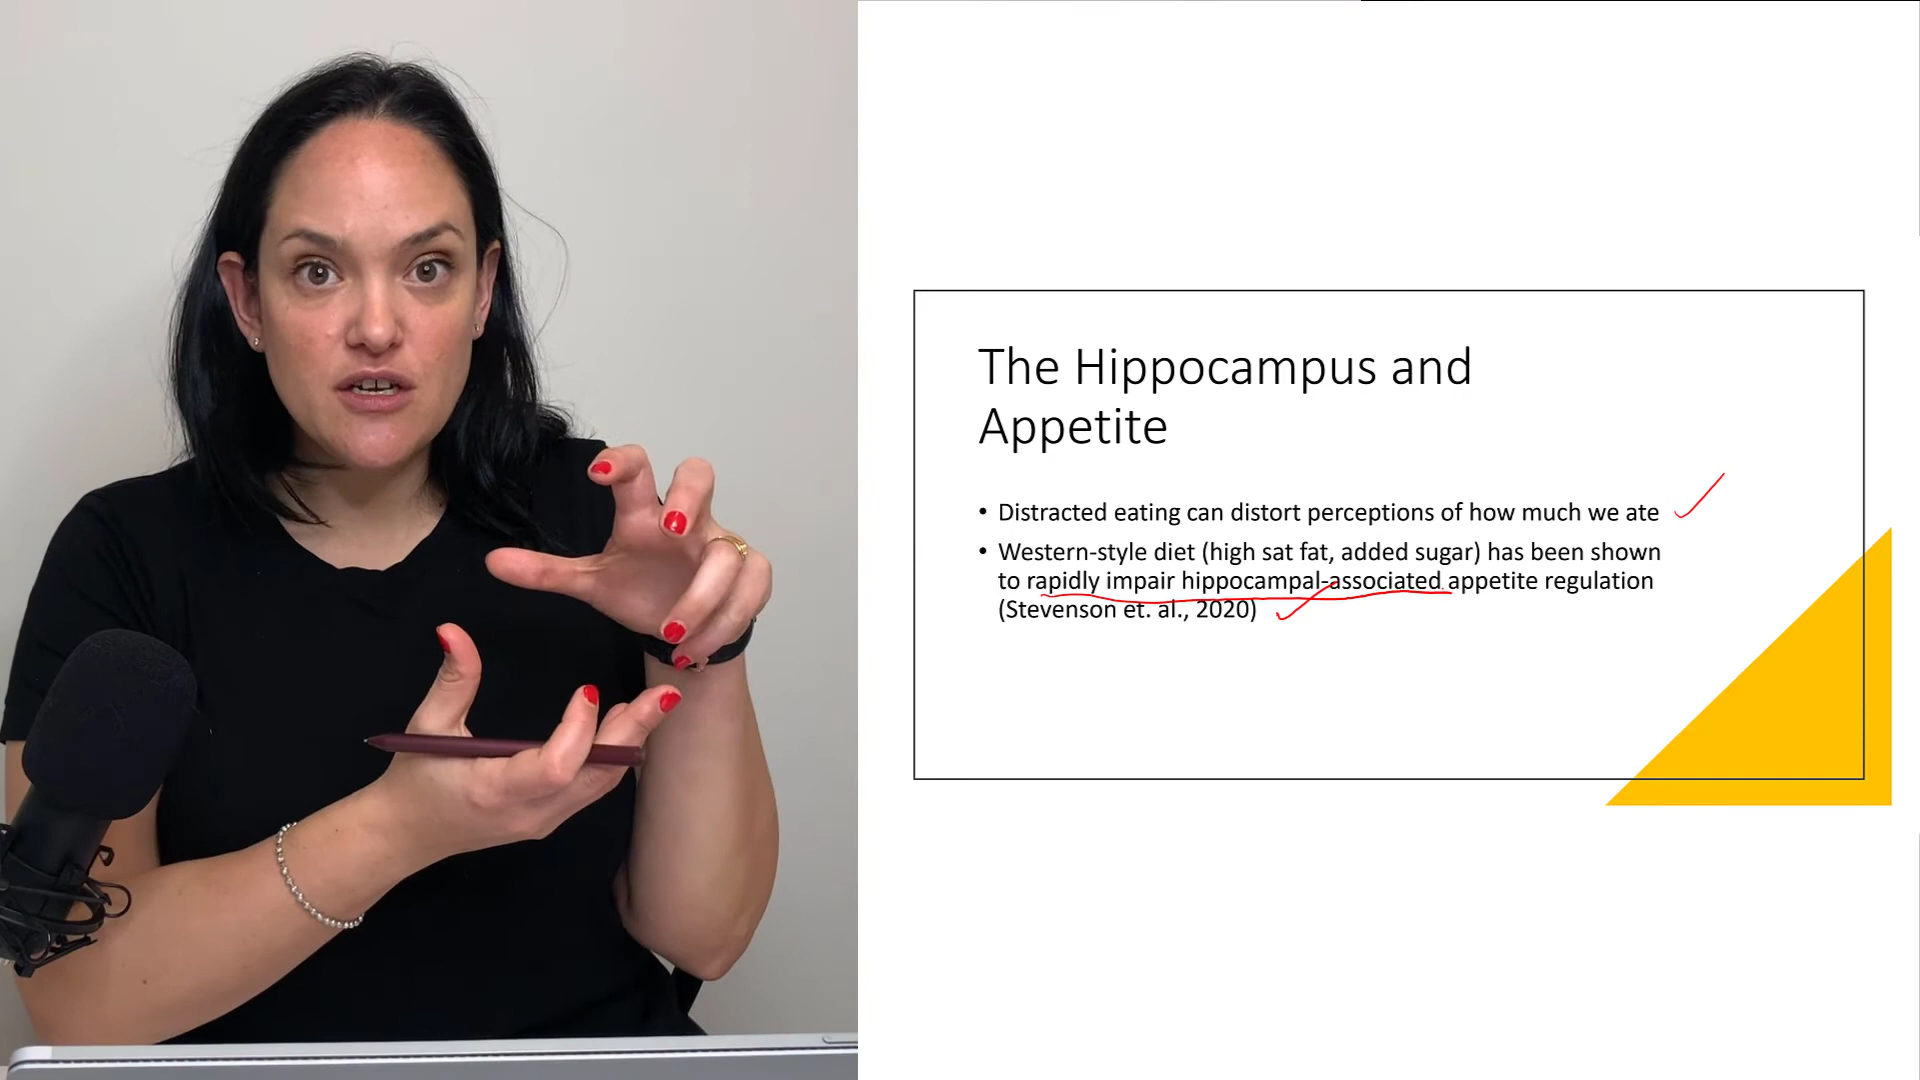 The Hippocampus and
Appetite
• Distracted eating can distort perceptions of how much we ate
• Western-style diet (high sat fat, added sugar) has been shown
to rapidly impair hippocampal-associated appetite regulation
(Stevenson et. al., 2020)